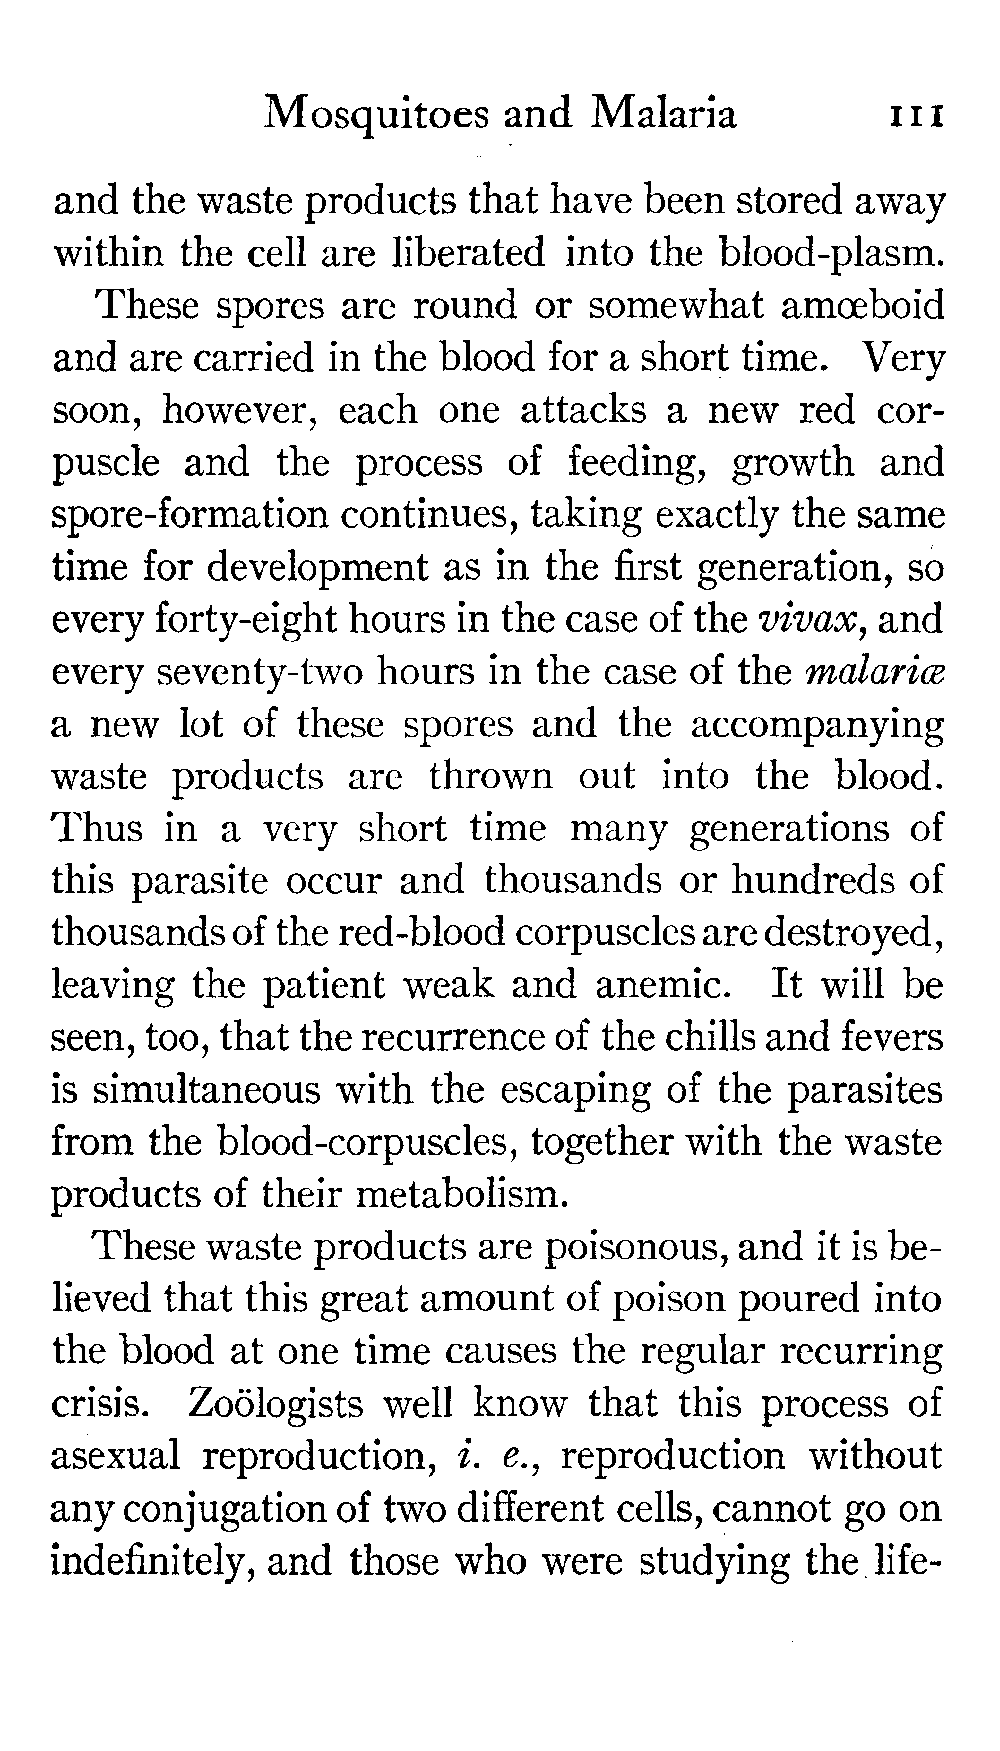 Mosquitoes and Malaria 111
and the waste products that have been stored away
within the cell are liberated into the blood-plasm.
These spores are round or somewhat amœboid
and are carried in the blood for a short time. Very
soon, however, each one attacks a new red cor-
puscle and the process of feeding, growth and
spore-formation continues, taking exactly the same
time for development as in the first generation, so
every forty-eight hours in the case of the vivax, and
every seventy-two hours in the case of the malariæ
a new lot of these spores and the accompanying
waste products are thrown out into the blood.
Thus in a very short time many generations of
this parasite occur and thousands or hundreds of
thousands of the red-blood corpuscles are destroyed,
leaving the patient weak and anemic. It will be
seen, too, that the recurrence of the chills and fevers
is simultaneous with the escaping of the parasites
from the blood-corpuscles, together with the waste
products of their metabolism.
These waste products are poisonous, and it is be-
lieved that this great amount of poison poured into
the blood at one time causes the regular recurring
crisis. Zoölogists well know that this process of
asexual reproduction, i. e., reproduction without
any conjugation of two different cells, cannot go on
indefinitely, and those who were studying the life-